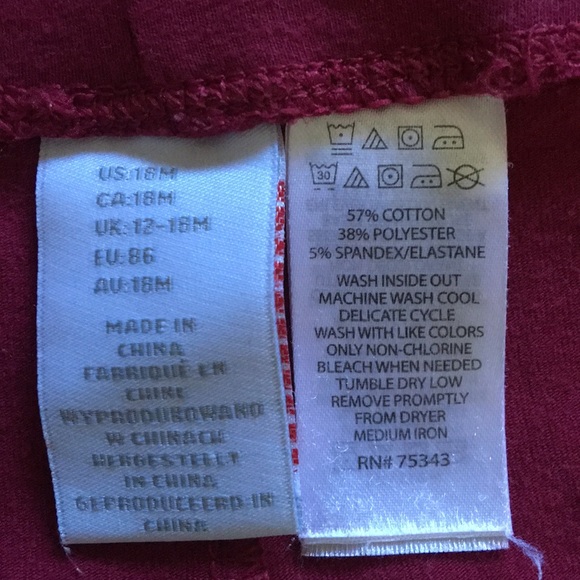 US:18M
CA:18M
UK:12-18M
EU:86
AU:18M
MADE IN
CHINA
FABRIQUÉ EN
CHINE
WYPRODUKOWANO
W CHINACH
HERGESTELLT
IN CHINA
GEPRODUCEERD IN
CHINA
30
57% COTTON
38% POLYESTER
5% SPANDEX/ELASTANE
WASH INSIDE OUT
MACHINE WASH COOL
DELICATE CYCLE
WASH WITH LIKE COLORS
ONLY NON-CHLORINE
BLEACH WHEN NEEDED
TUMBLE DRY LOW
REMOVE PROMPTLY
FROM DRYER
MEDIUM IRON
RN# 75343